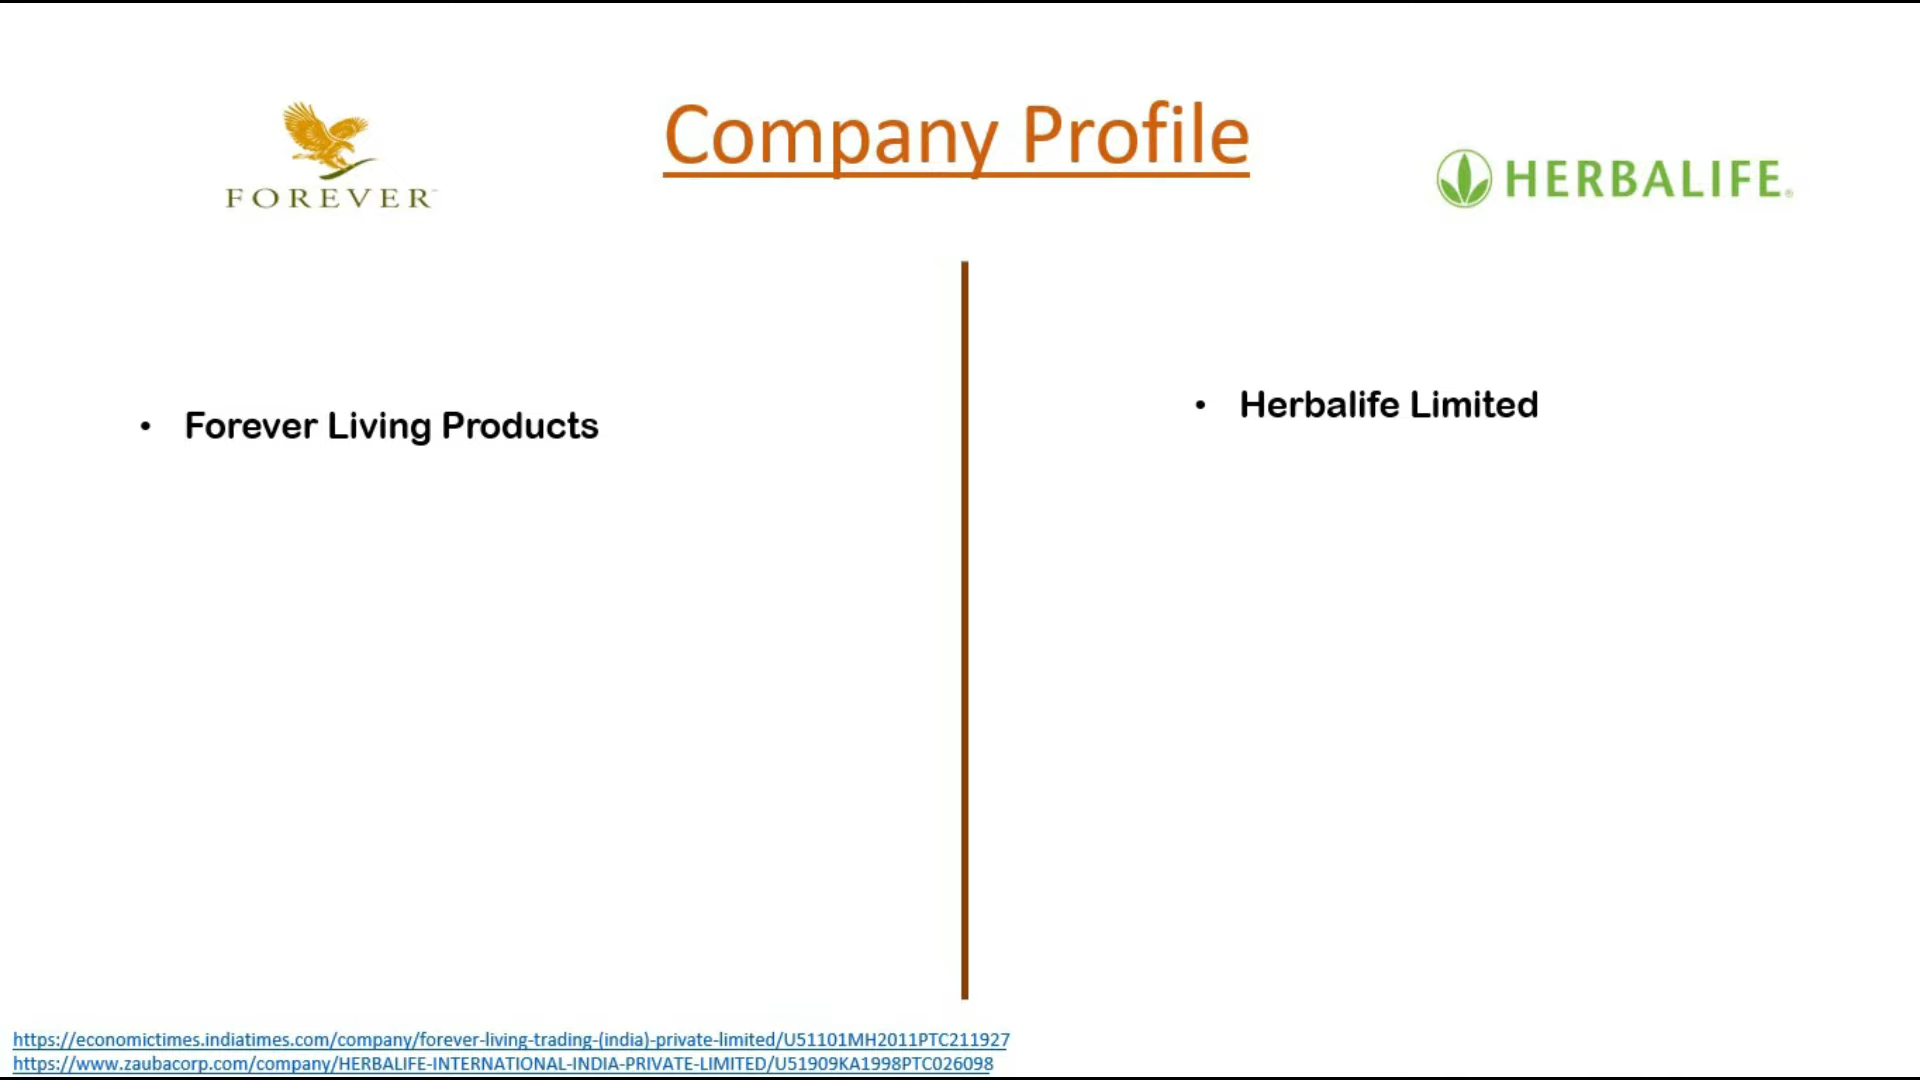 Company Profile
FOREVER
HERBALIFE
• Forever Living Products
• Herbalife Limited
https://economictimes.indiatimes.com/company/forever-living-trading-(india)-private-limited/U51101MH2011PTC211927
https://www.zaubacorp.com/company/HERBALIFE-INTERNATIONAL-INDIA-PRIVATE-LIMITED/U51909KA1998PTC026098